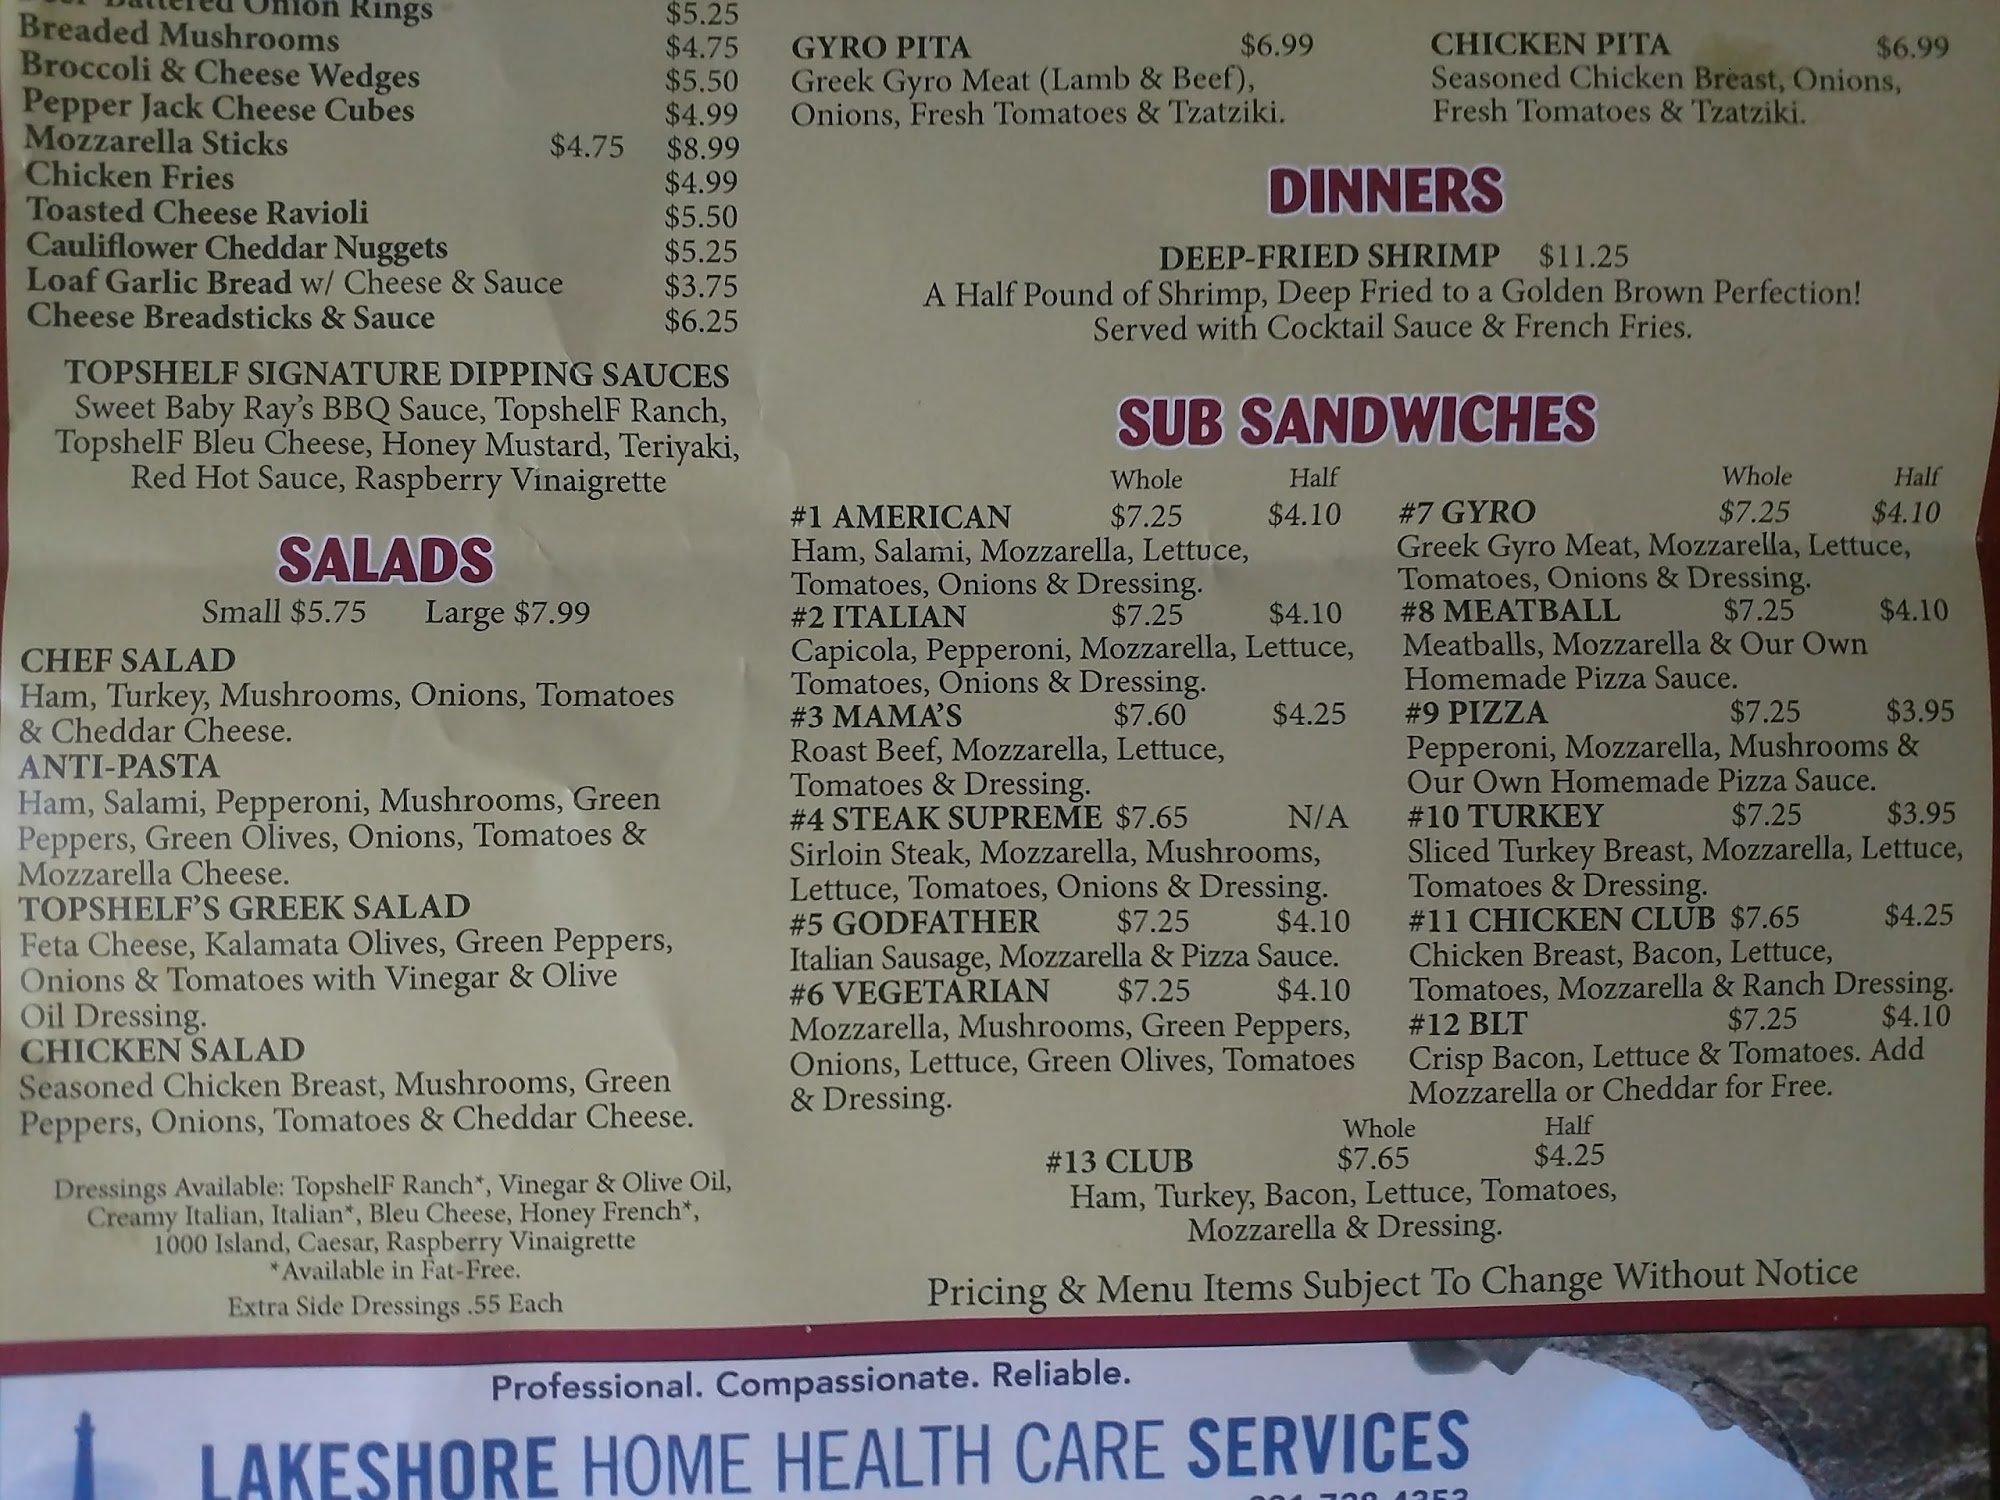 Battered Onion Rings $5.25
Breaded Mushrooms $4.75
Broccoli & Cheese Wedges $5.50
Pepper Jack Cheese Cubes $4.99
Mozzarella Sticks $4.75 $8.99
Chicken Fries $4.99
Toasted Cheese Ravioli $5.50
Cauliflower Cheddar Nuggets $5.25
Loaf Garlic Bread w/ Cheese & Sauce $3.75
Cheese Breadsticks & Sauce $6.25
TOPSHELF SIGNATURE DIPPING SAUCES
Sweet Baby Ray's BBQ Sauce, TopshelF Ranch,
TopshelF Bleu Cheese, Honey Mustard, Teriyaki,
Red Hot Sauce, Raspberry Vinaigrette
SALADS
Small $5.75 Large $7.99
CHEF SALAD
Ham, Turkey, Mushrooms, Onions, Tomatoes
& Cheddar Cheese.
ANTI-PASTA
Ham, Salami, Pepperoni, Mushrooms, Green
Peppers, Green Olives, Onions, Tomatoes &
Mozzarella Cheese.
TOPSHELF'S GREEK SALAD
Feta Cheese, Kalamata Olives, Green Peppers,
Onions & Tomatoes with Vinegar & Olive
Oil Dressing.
CHICKEN SALAD
Seasoned Chicken Breast, Mushrooms, Green
Peppers, Onions, Tomatoes & Cheddar Cheese.
Dressings Available: TopshelF Ranch*, Vinegar & Olive Oil,
Creamy Italian, Italian*, Bleu Cheese, Honey French*,
1000 Island, Caesar, Raspberry Vinaigrette
*Available in Fat-Free.
Extra Side Dressings .55 Each
GYRO PITA $6.99
Greek Gyro Meat (Lamb & Beef),
Onions, Fresh Tomatoes & Tzatziki.
CHICKEN PITA $6.99
Seasoned Chicken Breast, Onions,
Fresh Tomatoes & Tzatziki.
DINNERS
DEEP-FRIED SHRIMP $11.25
A Half Pound of Shrimp, Deep Fried to a Golden Brown Perfection!
Served with Cocktail Sauce & French Fries.
SUB SANDWICHES
Whole Half
#1 AMERICAN $7.25 $4.10
Ham, Salami, Mozzarella, Lettuce,
Tomatoes, Onions & Dressing.
#2 ITALIAN $7.25 $4.10
Capicola, Pepperoni, Mozzarella, Lettuce,
Tomatoes, Onions & Dressing.
#3 MAMA'S $7.60 $4.25
Roast Beef, Mozzarella, Lettuce,
Tomatoes & Dressing.
#4 STEAK SUPREME $7.65 N/A
Sirloin Steak, Mozzarella, Mushrooms,
Lettuce, Tomatoes, Onions & Dressing.
#5 GODFATHER $7.25 $4.10
Italian Sausage, Mozzarella & Pizza Sauce.
#6 VEGETARIAN $7.25 $4.10
Mozzarella, Mushrooms, Green Peppers,
Onions, Lettuce, Green Olives, Tomatoes
& Dressing.
Whole Half
#7 GYRO $7.25 $4.10
Greek Gyro Meat, Mozzarella, Lettuce,
Tomatoes, Onions & Dressing.
#8 MEATBALL $7.25 $4.10
Meatballs, Mozzarella & Our Own
Homemade Pizza Sauce.
#9 PIZZA $7.25 $3.95
Pepperoni, Mozzarella, Mushrooms &
Our Own Homemade Pizza Sauce.
#10 TURKEY $7.25 $3.95
Sliced Turkey Breast, Mozzarella, Lettuce,
Tomatoes & Dressing.
#11 CHICKEN CLUB $7.65 $4.25
Chicken Breast, Bacon, Lettuce,
Tomatoes, Mozzarella & Ranch Dressing.
#12 BLT $7.25 $4.10
Crisp Bacon, Lettuce & Tomatoes. Add
Mozzarella or Cheddar for Free.
Whole Half
#13 CLUB $7.65 $4.25
Ham, Turkey, Bacon, Lettuce, Tomatoes,
Mozzarella & Dressing.
Pricing & Menu Items Subject To Change Without Notice
Professional. Compassionate. Reliable.
LAKESHORE HOME HEALTH CARE SERVICES